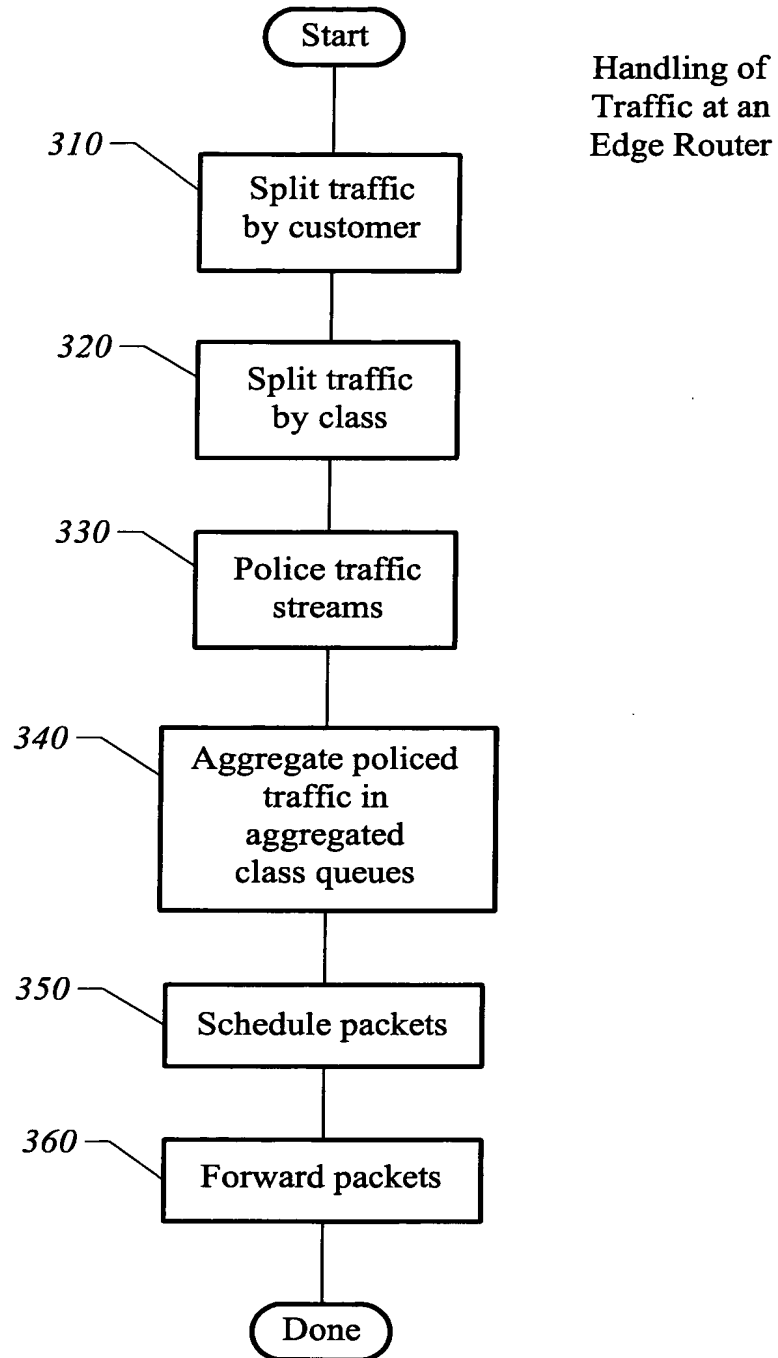 Start
Handling of
Traffic at an
Edge Router
310
Split traffic
by customer
320
Split traffic
by class
330
Police traffic
streams
340
Aggregate policed
traffic in
aggregated
class queues
350
Schedule packets
360
Forward packets
Done